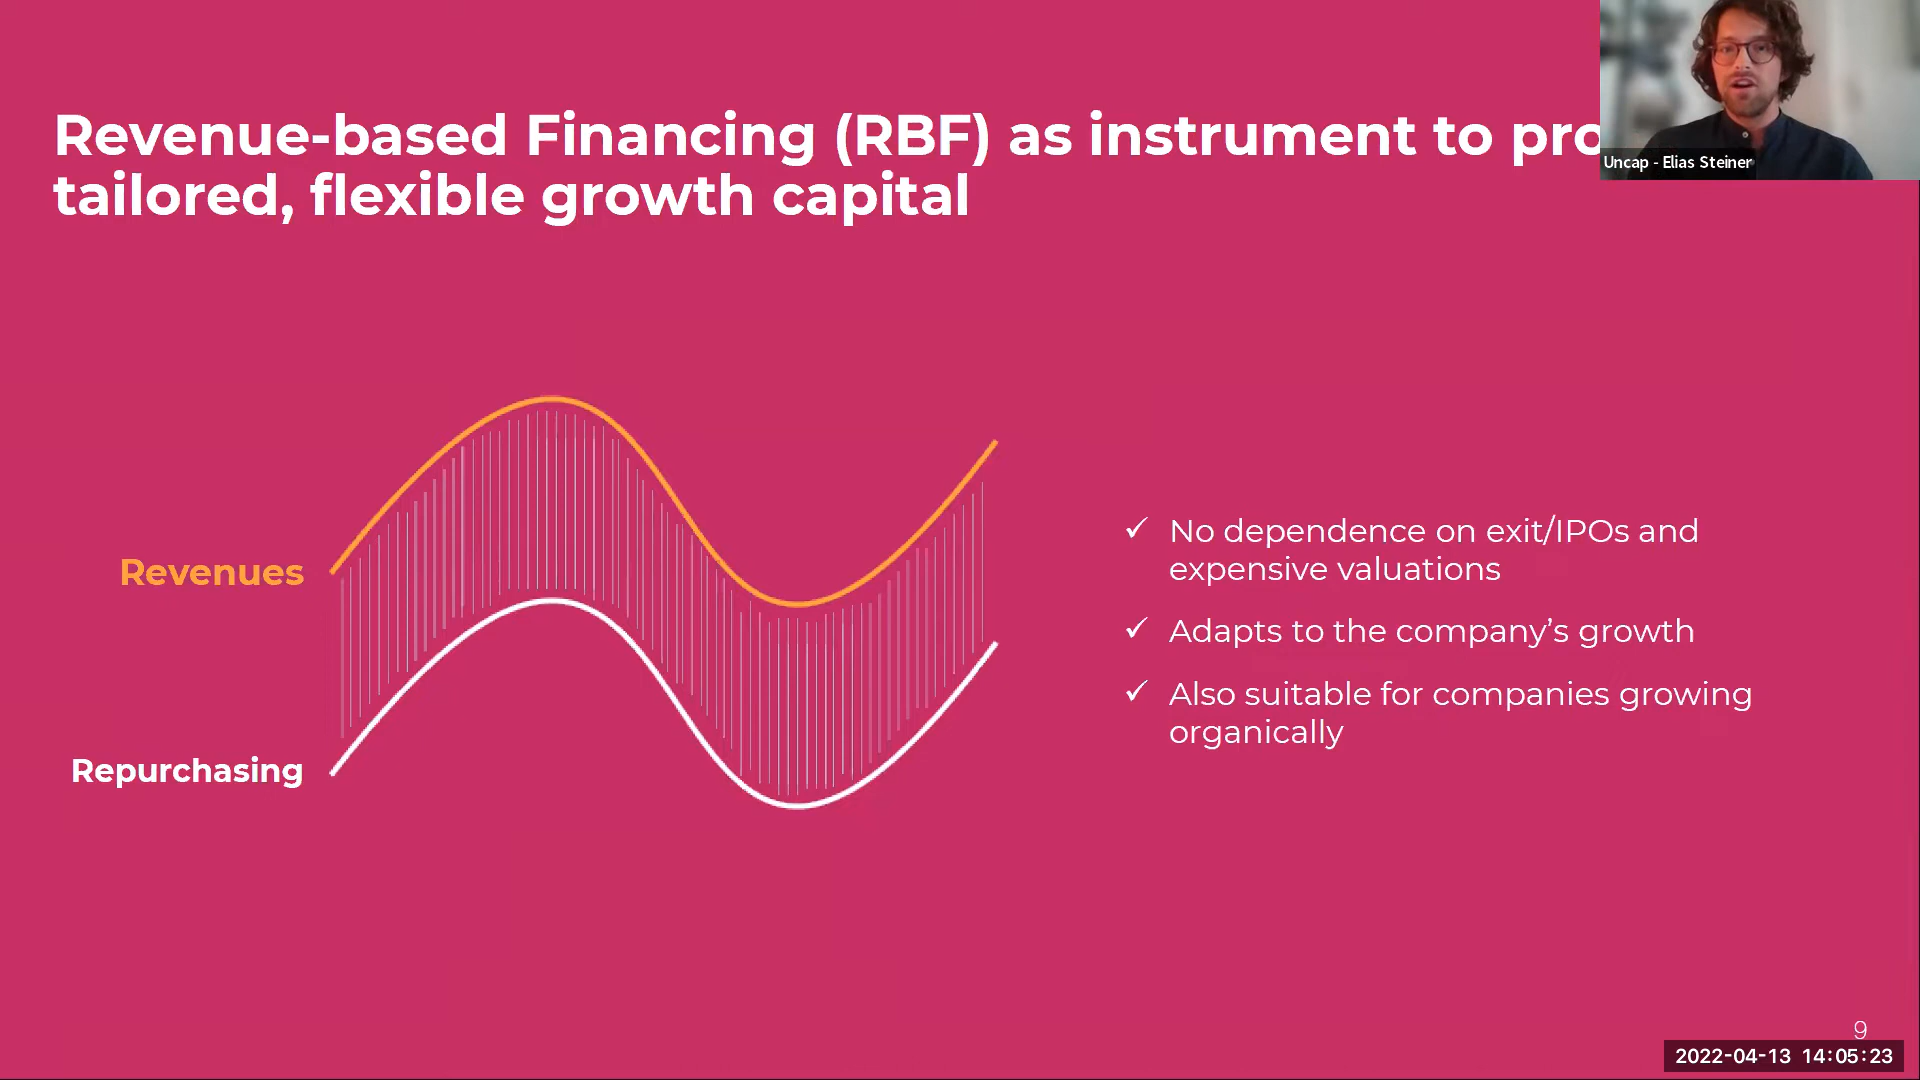 Revenue-based Financing (RBF) as instrument to
tailored, flexible growth capital
Uncap - Elias Steiner
Revenues
Repurchasing
✓ No dependence on exit/IPOs and
expensive valuations
✓ Adapts to the company’s growth
✓ Also suitable for companies growing
organically
9
2022-04-13 14:05:23